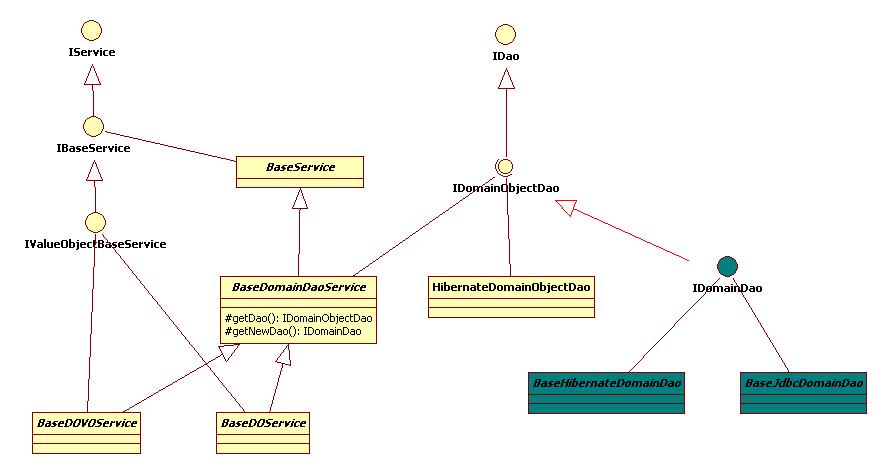 IService
IDao
IBaseService
BaseService
IDomainObjectDao
IValueObjectBaseService
BaseDomainDaoService
#getDao(): IDomainObjectDao
#getNewDao(): IDomainDao
HibernateDomainObjectDao
IDomainDao
BaseHibernateDomainDao
BaseJdbcDomainDao
BaseDOVOService
BaseDOService